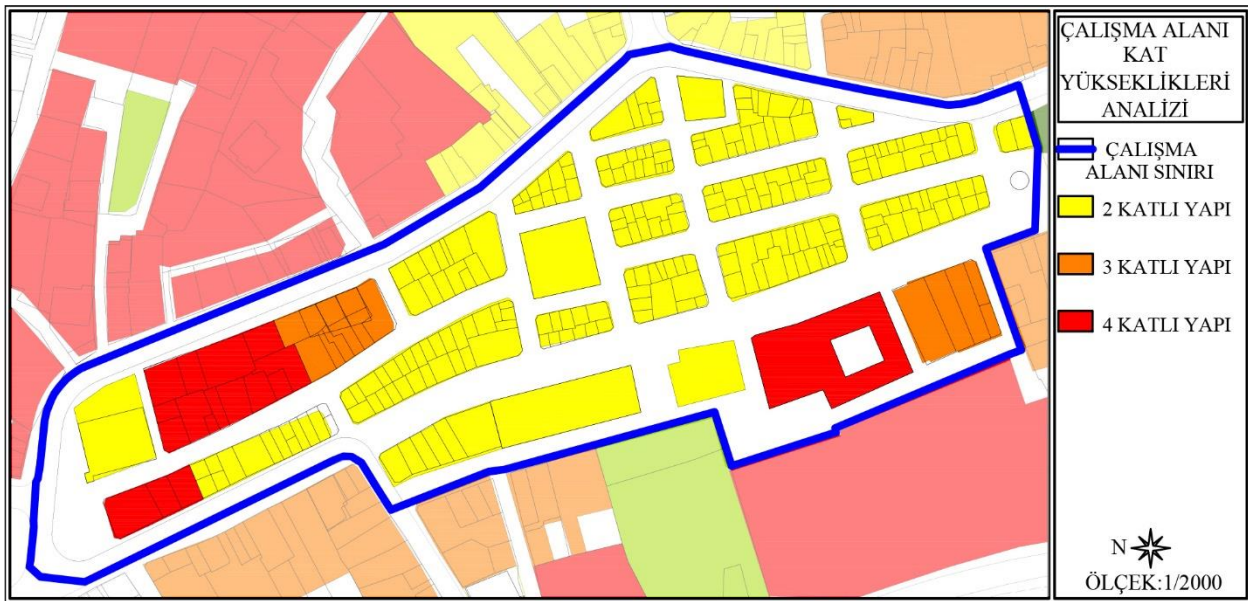 ÇALIŞMA ALANI
KAT
YÜKSEKLİKLERİ
ANALİZİ
ÇALIŞMA
ALANI SINIRI
2 KATLI YAPI
3 KATLI YAPI
4 KATLI YAPI
N
ÖLÇEK:1/2000